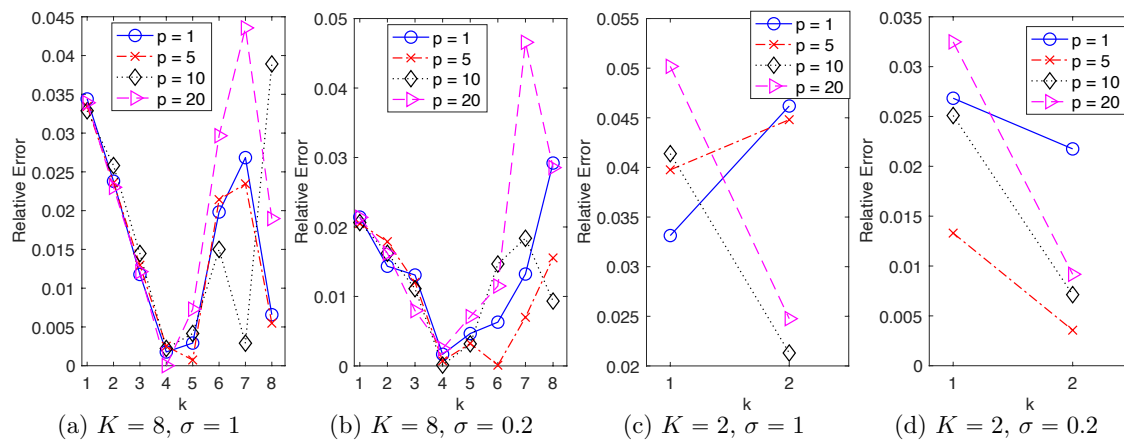 Relative Error
0.045
0.04
0.035
0.03
0.025
0.02
0.015
0.01
0.005
0
1 2 3 4 5 6 7 8
k
p = 1
p = 5
p = 10
p = 20
(a) K = 8, σ = 1
Relative Error
0.05
0.04
0.03
0.02
0.01
0
1 2 3 4 5 6 7 8
k
p = 1
p = 5
p = 10
p = 20
(b) K = 8, σ = 0.2
Relative Error
0.055
0.05
0.045
0.04
0.035
0.03
0.025
0.02
1 2
k
p = 1
p = 5
p = 10
p = 20
(c) K = 2, σ = 1
Relative Error
0.035
0.03
0.025
0.02
0.015
0.01
0.005
0
1 2
k
p = 1
p = 5
p = 10
p = 20
(d) K = 2, σ = 0.2